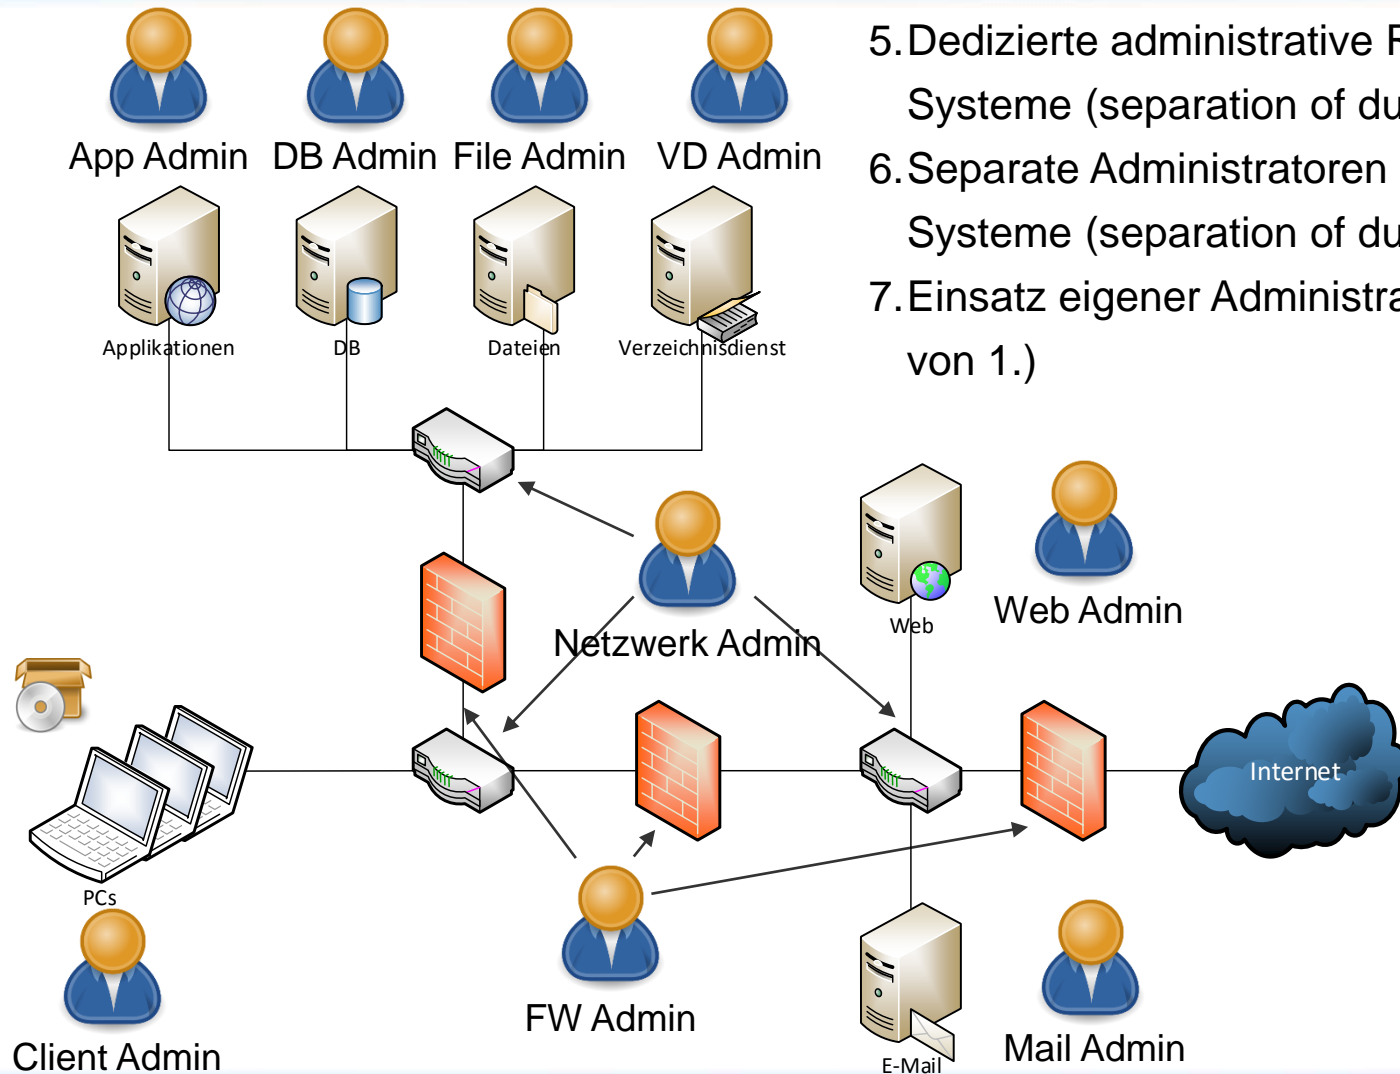 App Admin DB Admin File Admin VD Admin
Applikationen DB Dateien Verzeichnisdienst
5. Dedizierte administrative
Systeme (separation of
6. Separate Administratoren
Systeme (separation of
7. Einsatz eigener
von 1.)
Netzwerk Admin
Web
Web Admin
Internet
PCs
Client Admin
FW Admin
E-Mail
Mail Admin